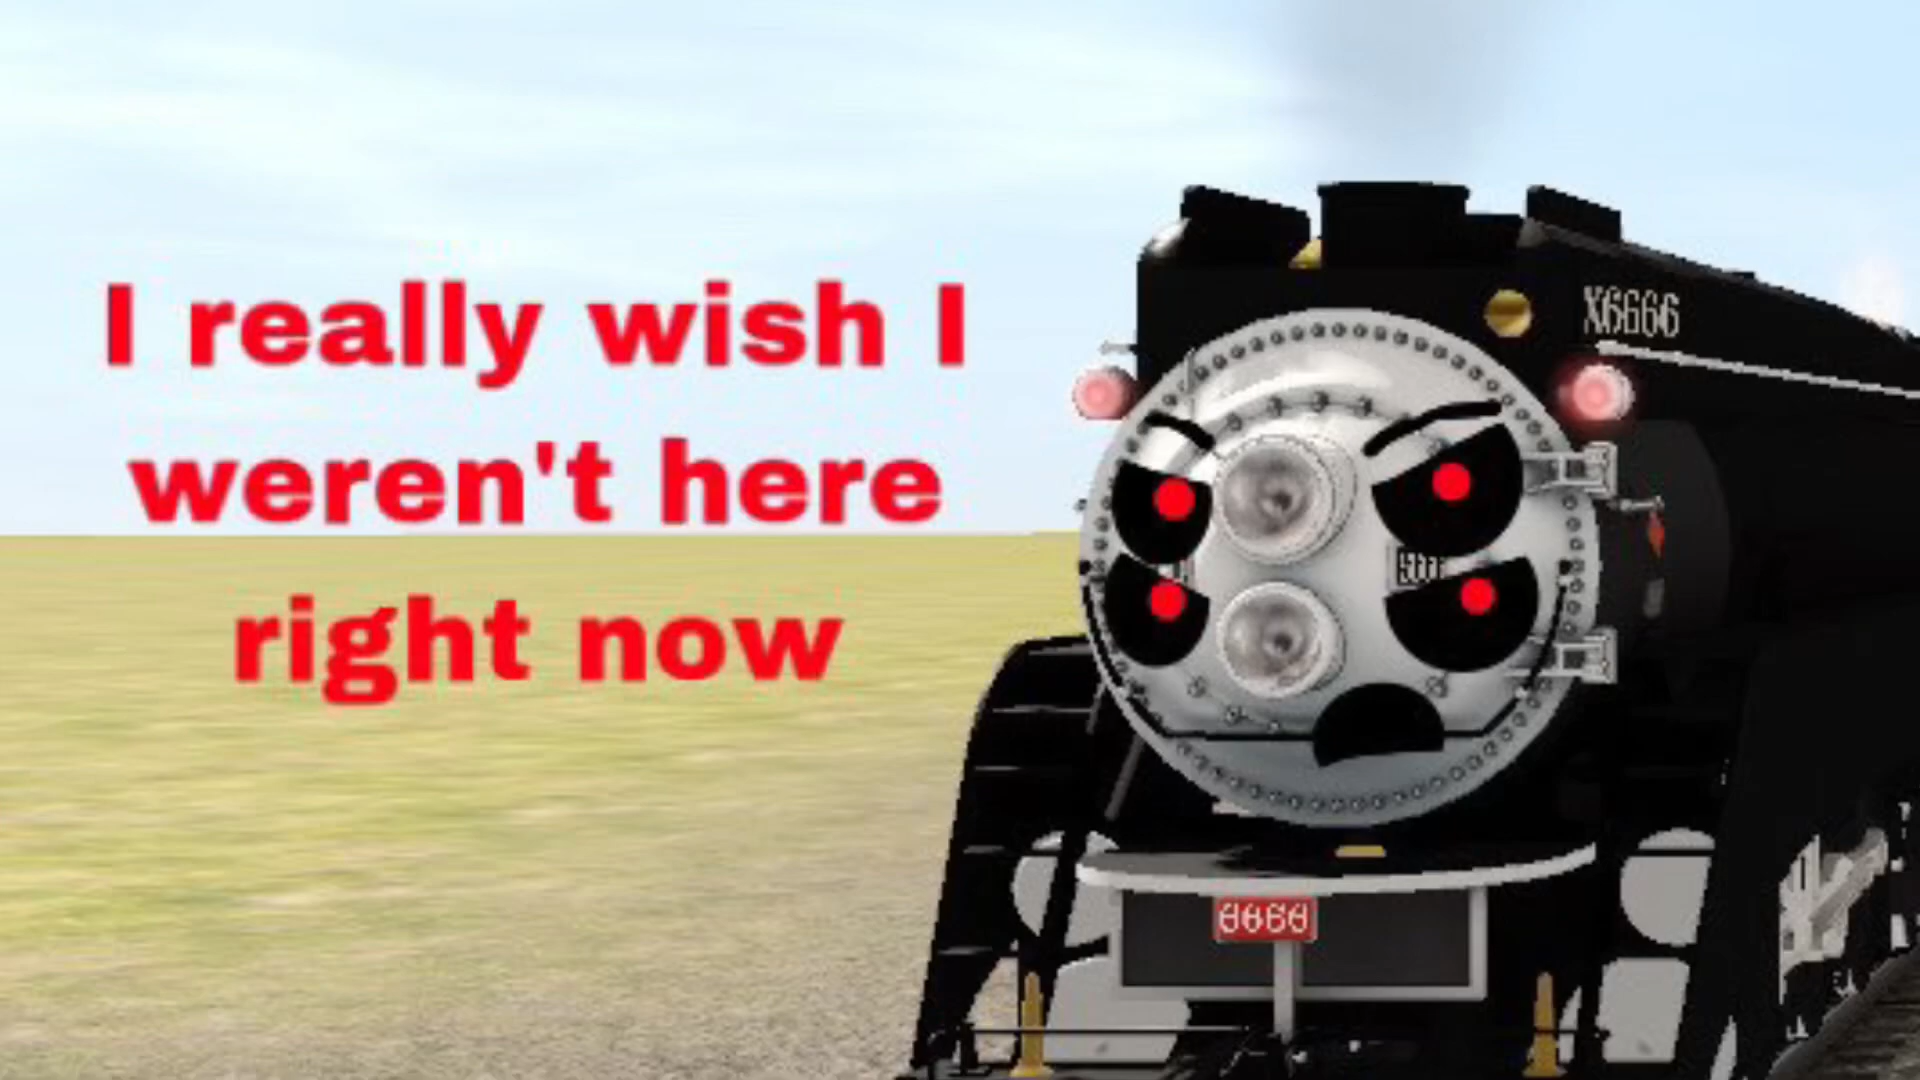 I really wish I
weren't here
right now
X6666
6666